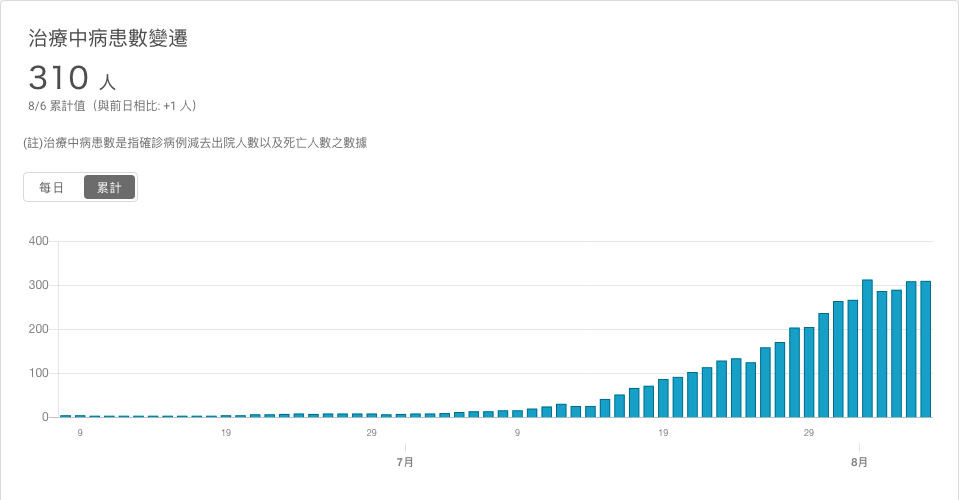 治療中病患數變遷
310 人
8/6 累計值（與前日相比: +1 人）
(註)治療中病患數是指確診病例減去出院人數以及死亡人數之數據
每日 累計
400
300
200
100
0
9 19 29 9 19 29
7月 8月